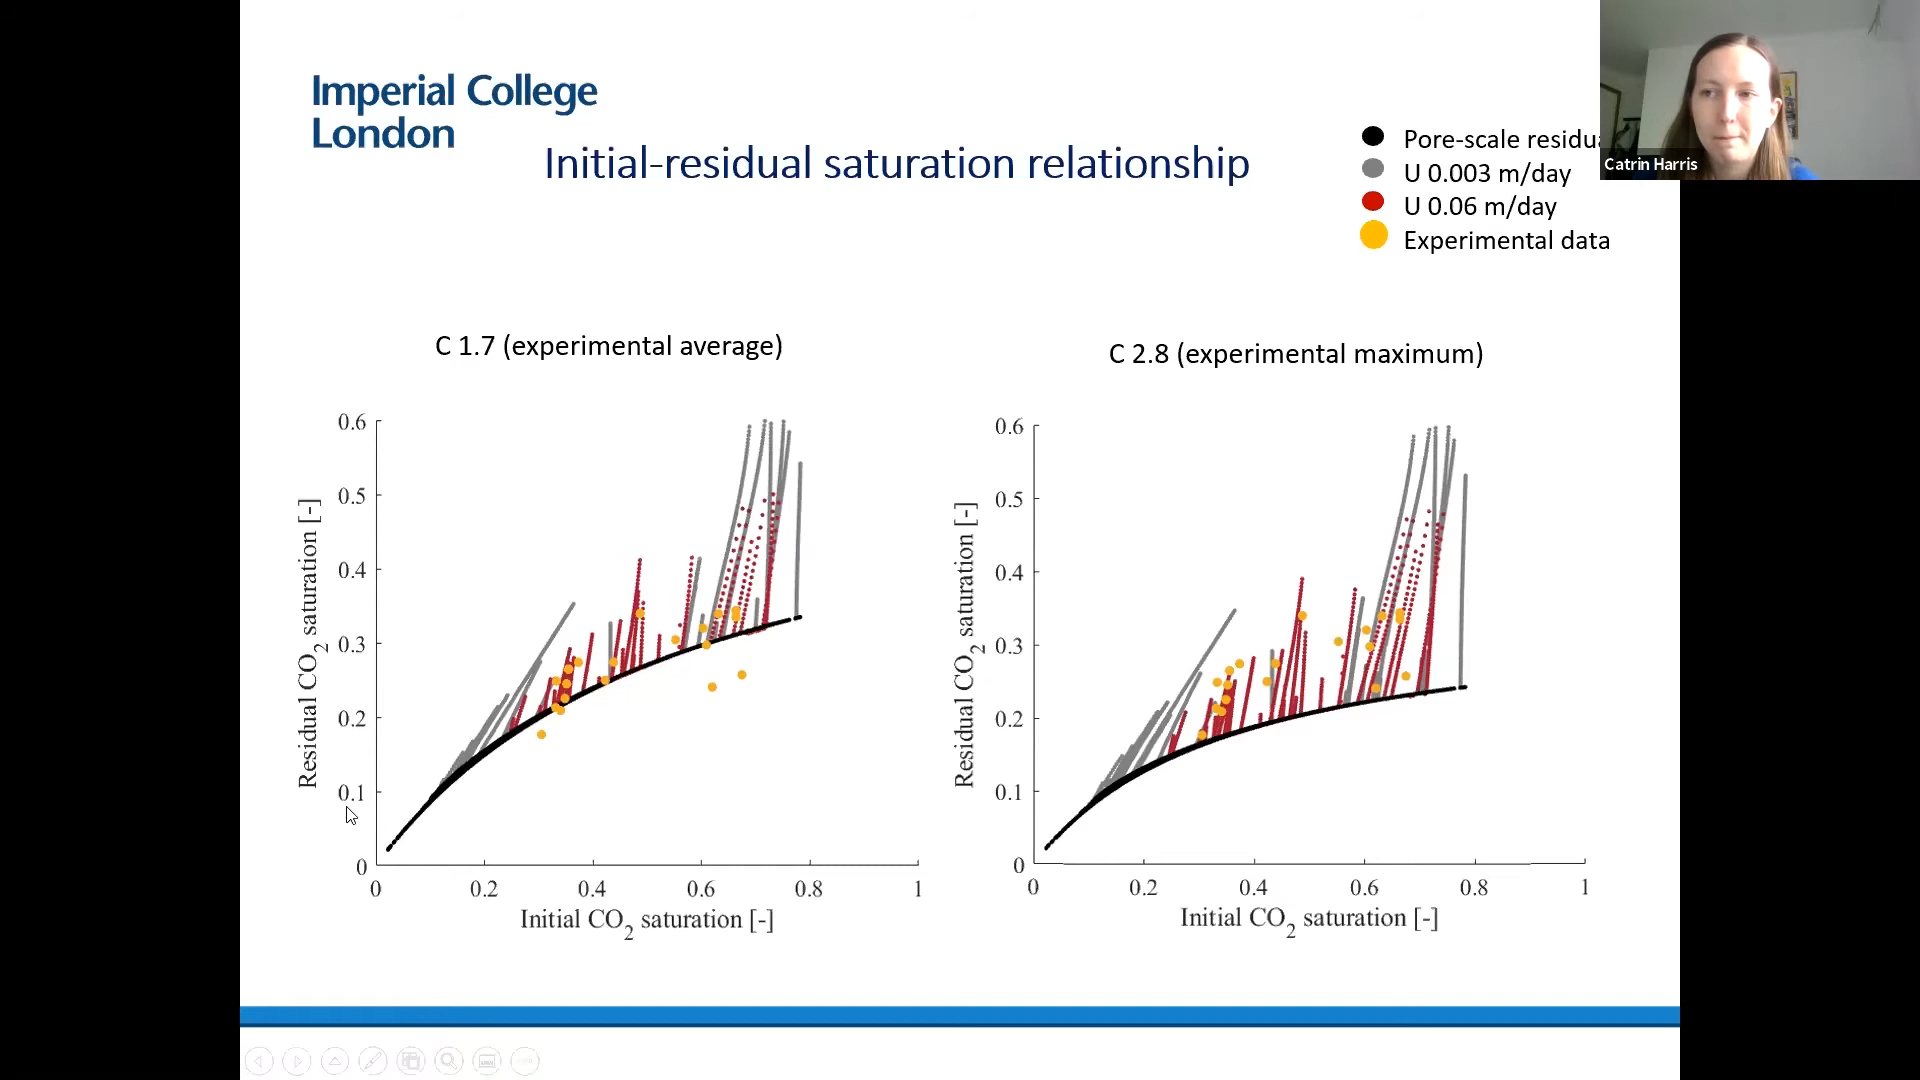 Imperial College
London
Initial-residual saturation relationship
Pore-scale
U 0.003 m/day
U 0.06 m/day
Experimental data
Catrin Harris
C 1.7 (experimental average)
0.6
0.5
0.4
0.3
0.2
0.1
0
Residual CO2 saturation [-]
0 0.2 0.4 0.6 0.8 1
Initial CO2 saturation [-]
C 2.8 (experimental maximum)
0.6
0.5
0.4
0.3
0.2
0.1
0
Residual CO2 saturation [-]
0 0.2 0.4 0.6 0.8 1
Initial CO2 saturation [-]